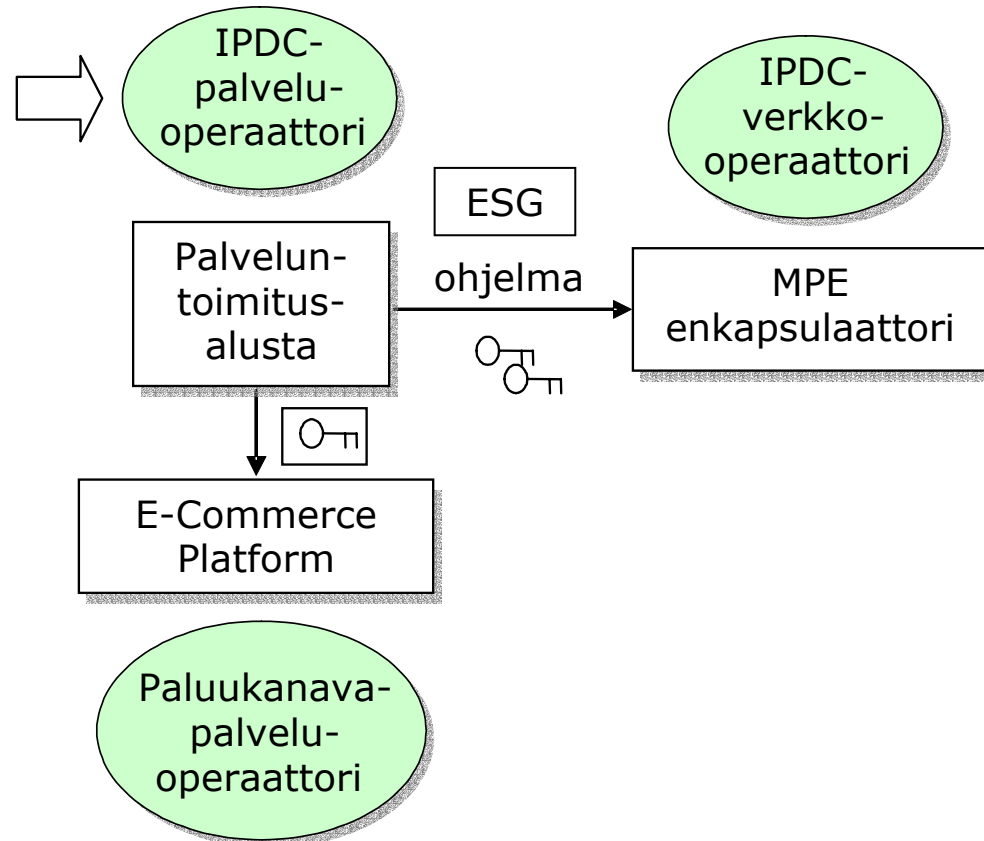 IPDC-
palvelu-
operaattori
IPDC-
verkko-
operaattori
ESG
Palvelun-
toimitus-
alusta
ohjelma
MPE
enkapsulaattori
E-Commerce
Platform
Paluukanava-
palvelu-
operaattori